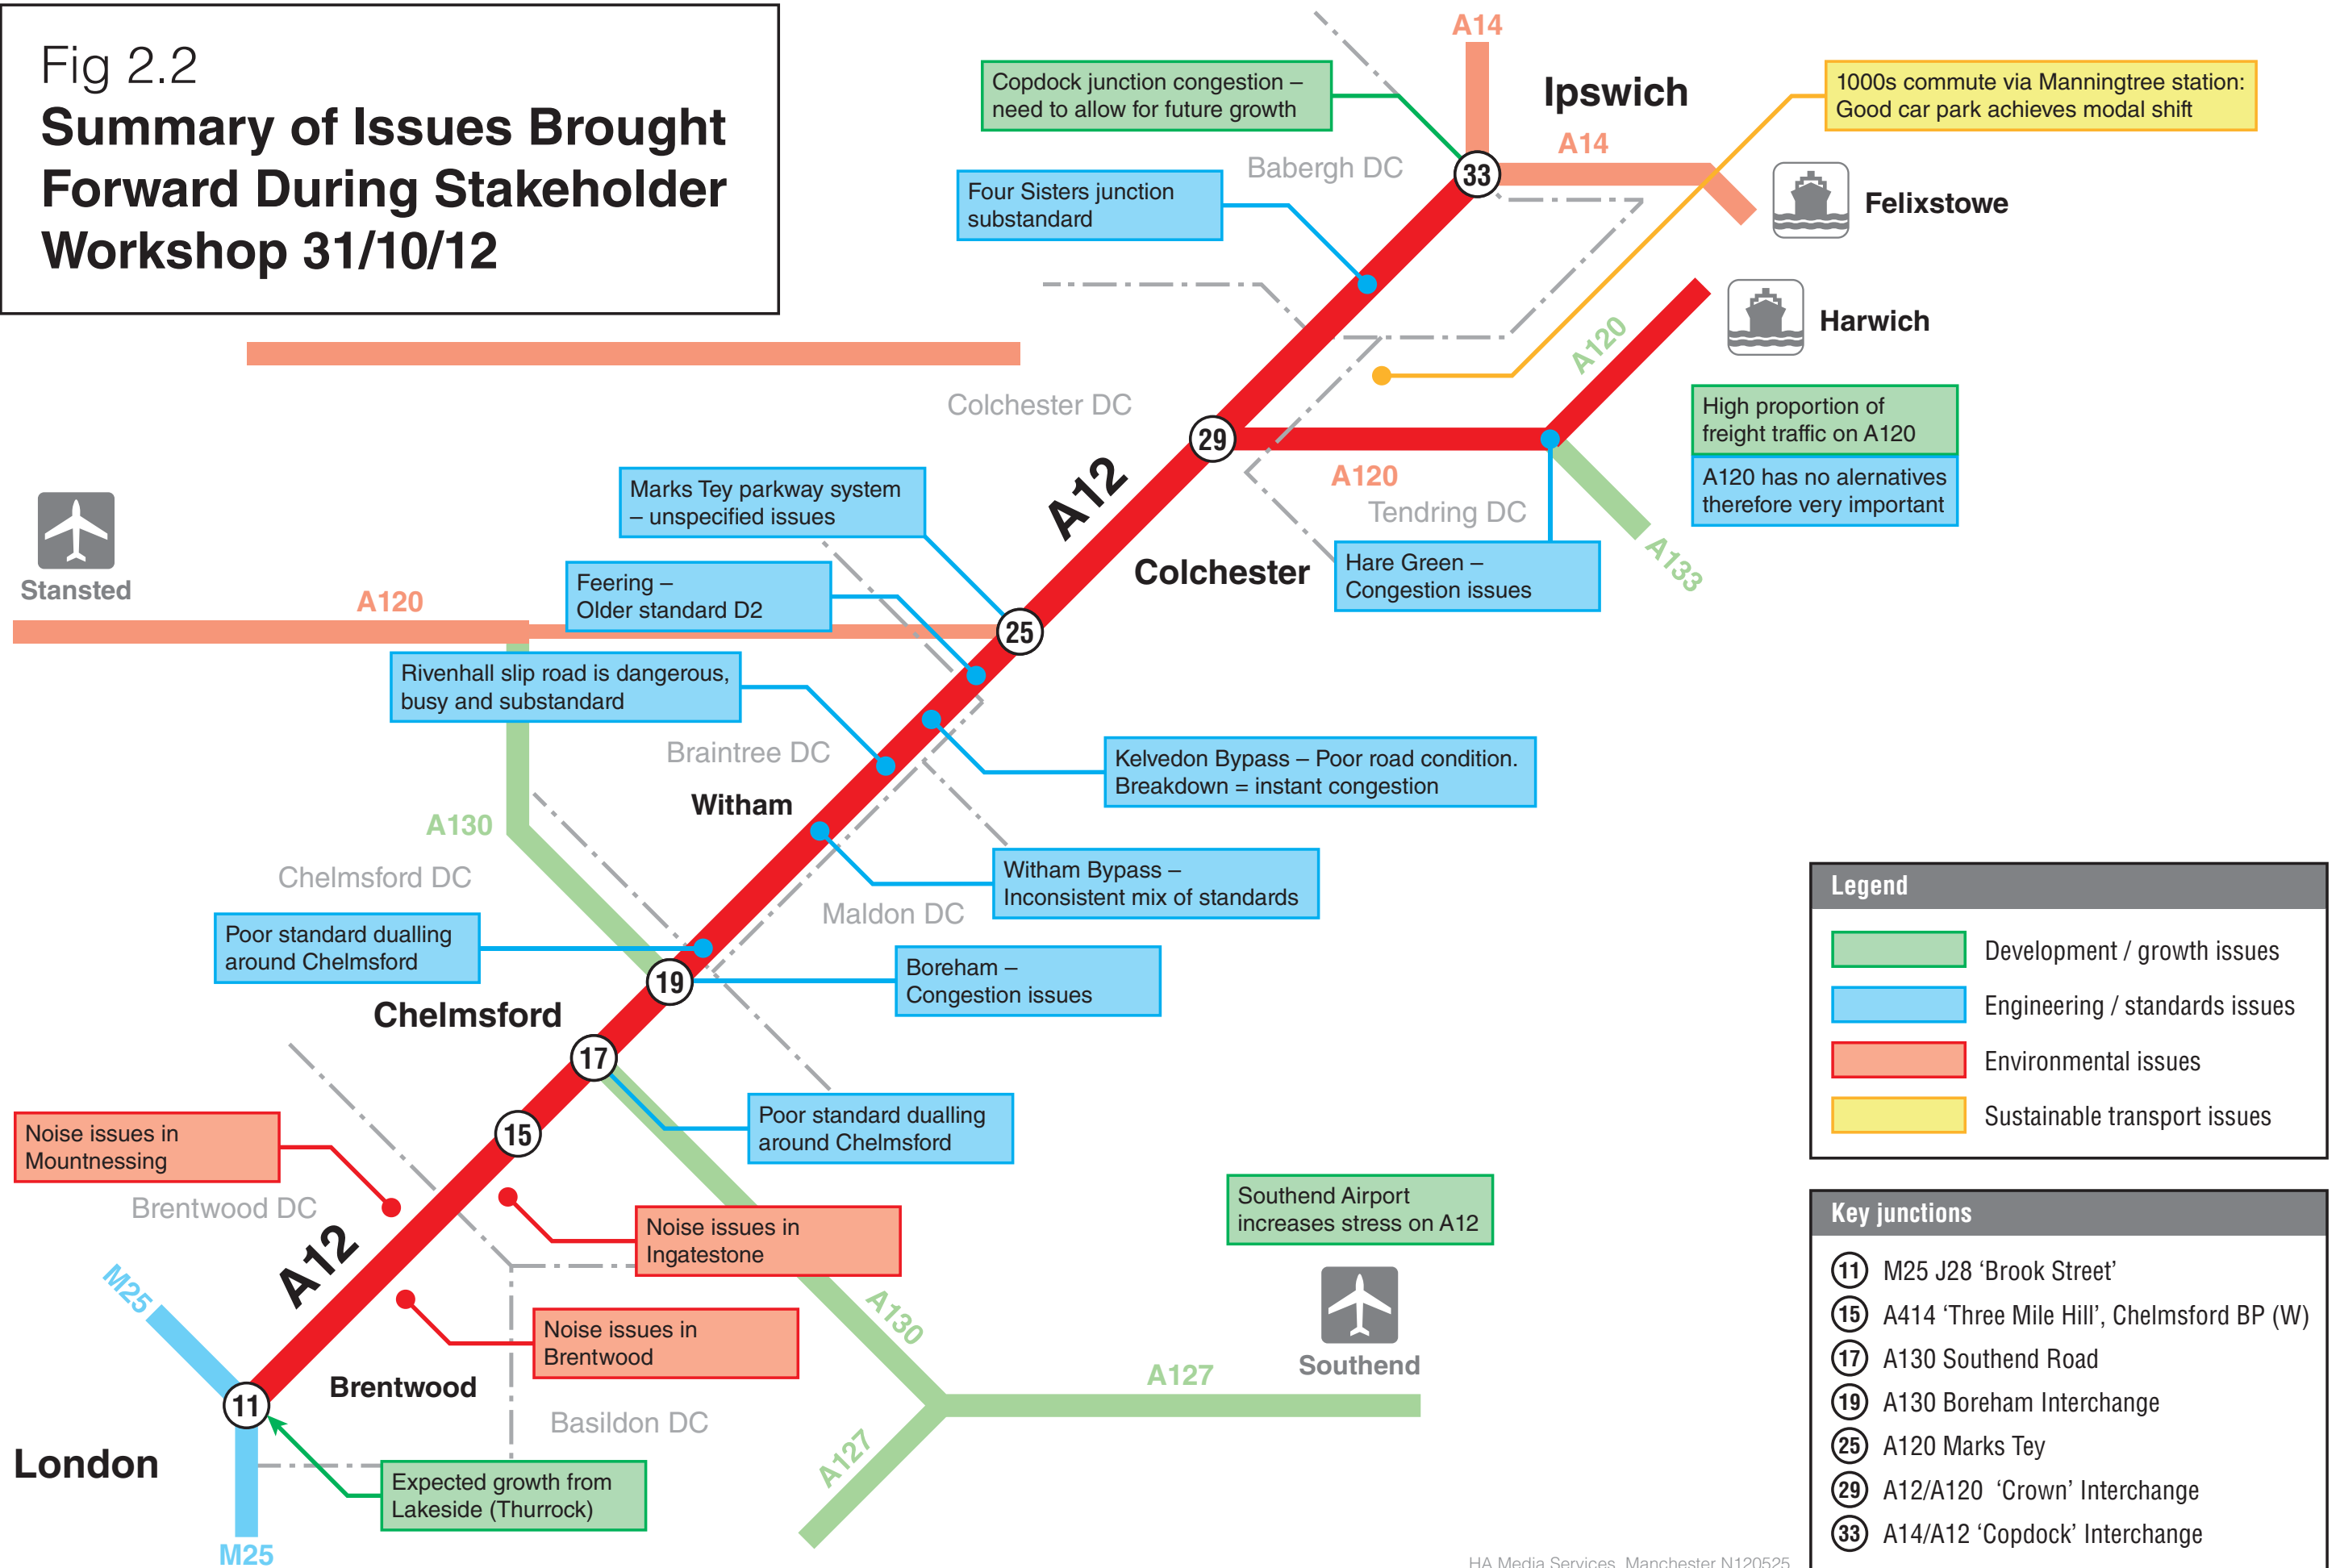 Fig 2.2
Summary of Issues Brought
Forward During Stakeholder
Workshop 31/10/12
A14
Copdock junction congestion –
need to allow for future growth
Ipswich
1000s commute via Manningtree station:
Good car park achieves modal shift
A14
Babergh DC
33
Four Sisters junction
substandard
Felixstowe
Harwich
A120
Colchester DC
High proportion of
freight traffic on A120
29
A12
A120
A120 has no alernatives
therefore very important
Marks Tey parkway system
– unspecified issues
Tendring DC
Stansted
Colchester
Hare Green –
Congestion issues
A133
Feering –
Older standard D2
A120
25
Rivenhall slip road is dangerous,
busy and substandard
Braintree DC
Kelvedon Bypass – Poor road condition.
Breakdown = instant congestion
Witham
A130
Chelmsford DC
Witham Bypass –
Inconsistent mix of standards
Maldon DC
Poor standard dualling
around Chelmsford
19
Boreham –
Congestion issues
Chelmsford
17
Poor standard dualling
around Chelmsford
15
Noise issues in
Mountnessing
Brentwood DC
Noise issues in
Ingatestone
Southend Airport
increases stress on A12
A12
M25
A130
Noise issues in
Brentwood
Southend
A127
Brentwood
11
Basildon DC
London
A127
Expected growth from
Lakeside (Thurrock)
M25
Legend
Development / growth issues
Engineering / standards issues
Environmental issues
Sustainable transport issues
Key junctions
11 M25 J28 ‘Brook Street’
15 A414 ‘Three Mile Hill’, Chelmsford BP (W)
17 A130 Southend Road
19 A130 Boreham Interchange
25 A120 Marks Tey
29 A12/A120 ‘Crown’ Interchange
33 A14/A12 ‘Copdock’ Interchange
HA Media Services, Manchester N120525